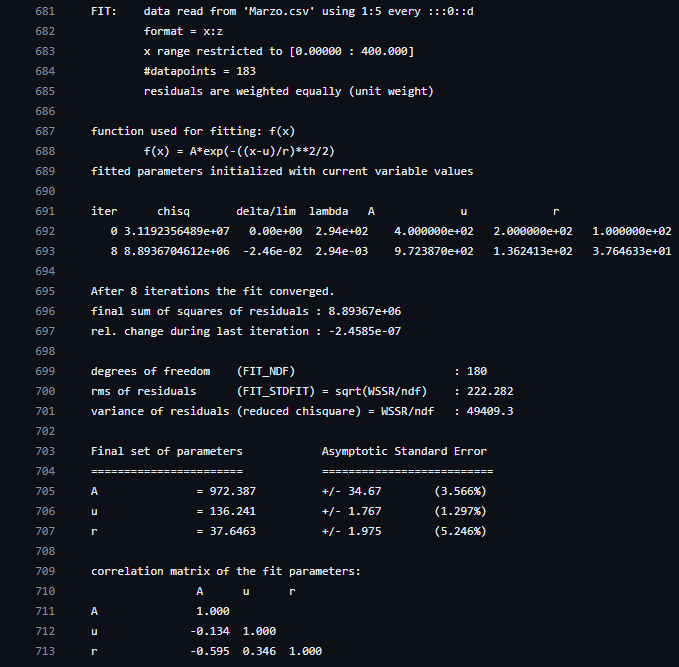 681 FIT:    data read from 'Marzo.csv' using 1:5 every :::0::d
682         format = x:z
683         x range restricted to [0.00000 : 400.000]
684         #datapoints = 183
685         residuals are weighted equally (unit weight)
686
687 function used for fitting: f(x)
688         f(x) = A*exp(-((x-u)/r)**2/2)
689 fitted parameters initialized with current variable values
690
691 iter      chisq       delta/lim  lambda   A             u             r
692    0 3.1192356489e+07   0.00e+00  2.94e+02    4.000000e+02   2.000000e+02   1.000000e+02
693    8 8.8936704612e+06  -2.46e-02  2.94e-03    9.723870e+02   1.362413e+02   3.764633e+01
694
695 After 8 iterations the fit converged.
696 final sum of squares of residuals : 8.89367e+06
697 rel. change during last iteration : -2.4585e-07
698
699 degrees of freedom    (FIT_NDF)                        : 180
700 rms of residuals      (FIT_STDFIT) = sqrt(WSSR/ndf)    : 222.282
701 variance of residuals (reduced chisquare) = WSSR/ndf   : 49409.3
702
703 Final set of parameters            Asymptotic Standard Error
704 =======================            ==========================
705 A               = 972.387          +/- 34.67        (3.566%)
706 u               = 136.241          +/- 1.767        (1.297%)
707 r               = 37.6463          +/- 1.975        (5.246%)
708
709 correlation matrix of the fit parameters:
710                 A      u      r
711 A               1.000
712 u              -0.134  1.000
713 r              -0.595  0.346  1.000